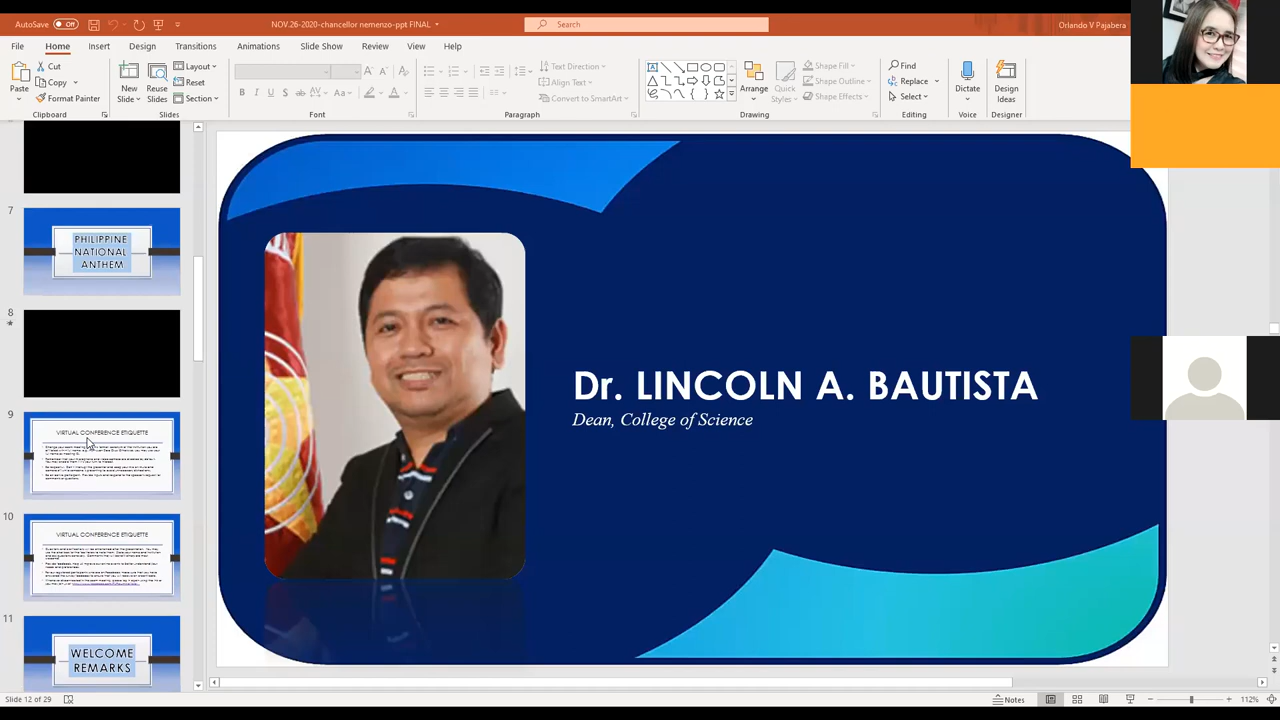 AutoSave Off
NOV.26-2020-chancellor nemenzo-ppt FINAL
Search
Orlando V Pajabera
File Home Insert Design Transitions Animations Slide Show Review View Help
Paste
Cut
Copy
Format Painter
Clipboard
New Slide
Reuse Slides
Layout
Reset
Section
Slides
B I U S ab AV Aa
Font
Text Direction
Align Text
Convert to SmartArt
Paragraph
Arrange
Quick Styles
Shape Fill
Shape Outline
Shape Effects
Drawing
Find
Replace
Select
Editing
Dictate
Voice
Design Ideas
Designer
7
PHILIPPINE
NATIONAL
ANTHEM
8
9
VIRTUAL CONFERENCE ETIQUETTE
10
VIRTUAL CONFERENCE ETIQUETTE
11
WELCOME
REMARKS
Dr. LINCOLN A. BAUTISTA
Dean, College of Science
Slide 12 of 29
Notes
112%